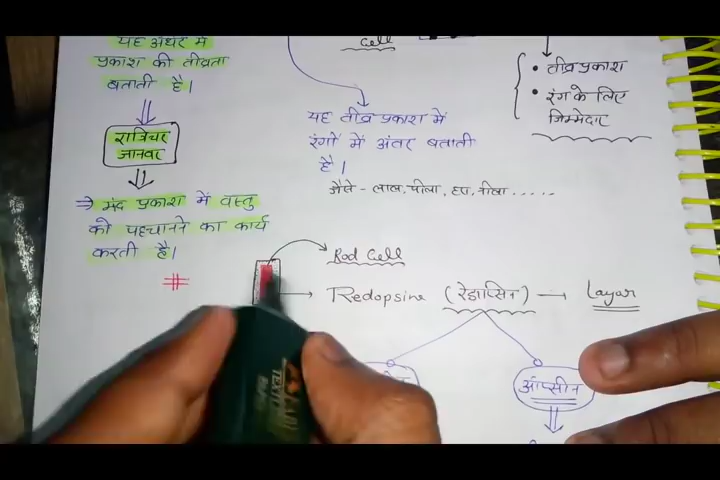 यह अंधेरे में
प्रकाश की तीव्रता
बताती है।
रात्रिचर
जानवर
⇒ मंद प्रकाश में वस्तु
को पहचानने का कार्य
करती है।
Cell
यह तीव्र प्रकाश में
रंगों में अंतर बताती
है।
जैसे - लाल, पीला, हरा, नीला.....
• तीव्र प्रकाश
• रंग के लिए
जिम्मेदार
Rod Cell
Redopsine (रेडाप्सिन) → Layar
ऑप्सीन